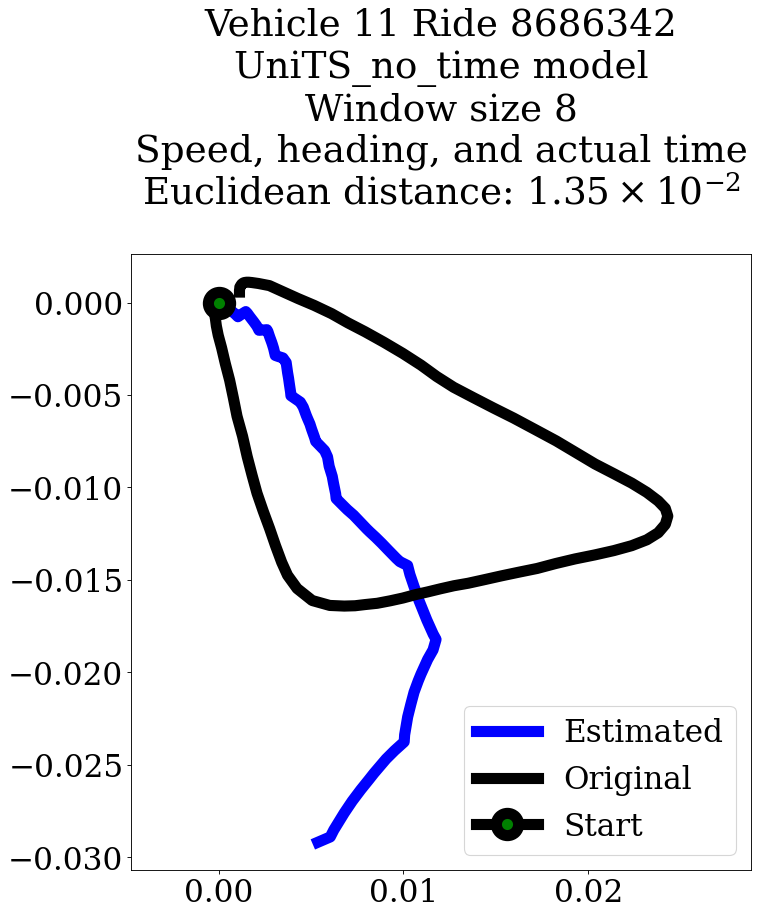 Vehicle 11 Ride 8686342
UniTS_no_time model
Window size 8
Speed, heading, and actual time
Euclidean distance: 1.35 × 10⁻²
0.000
−0.005
−0.010
−0.015
−0.020
−0.025
−0.030
Estimated
Original
Start
0.00 0.01 0.02